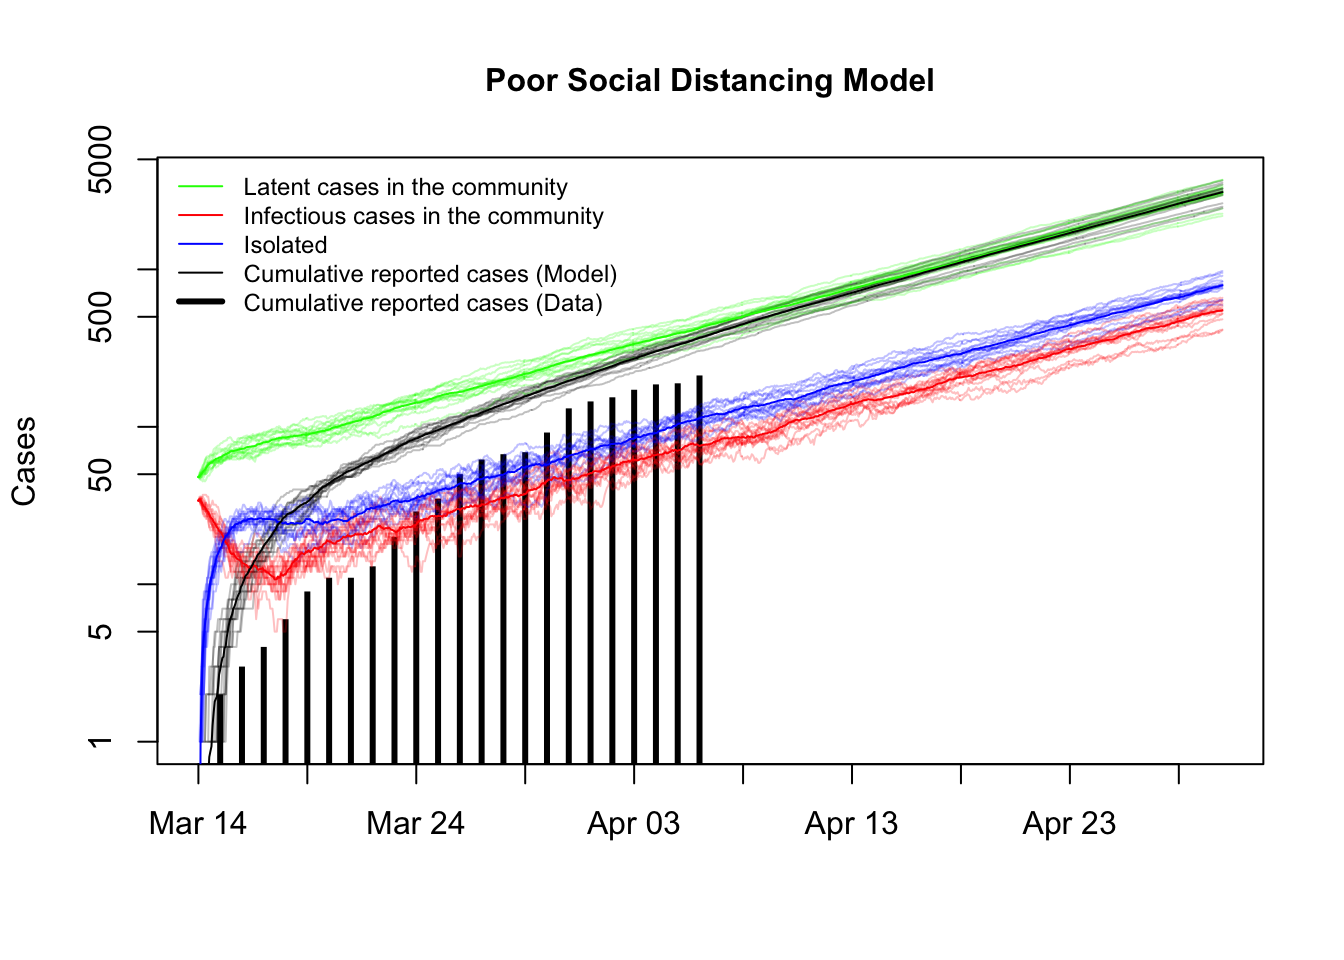 Poor Social Distancing Model
Cases
5000
500
50
5
1
Latent cases in the community
Infectious cases in the community
Isolated
Cumulative reported cases (Model)
Cumulative reported cases (Data)
Mar 14 Mar 24 Apr 03 Apr 13 Apr 23